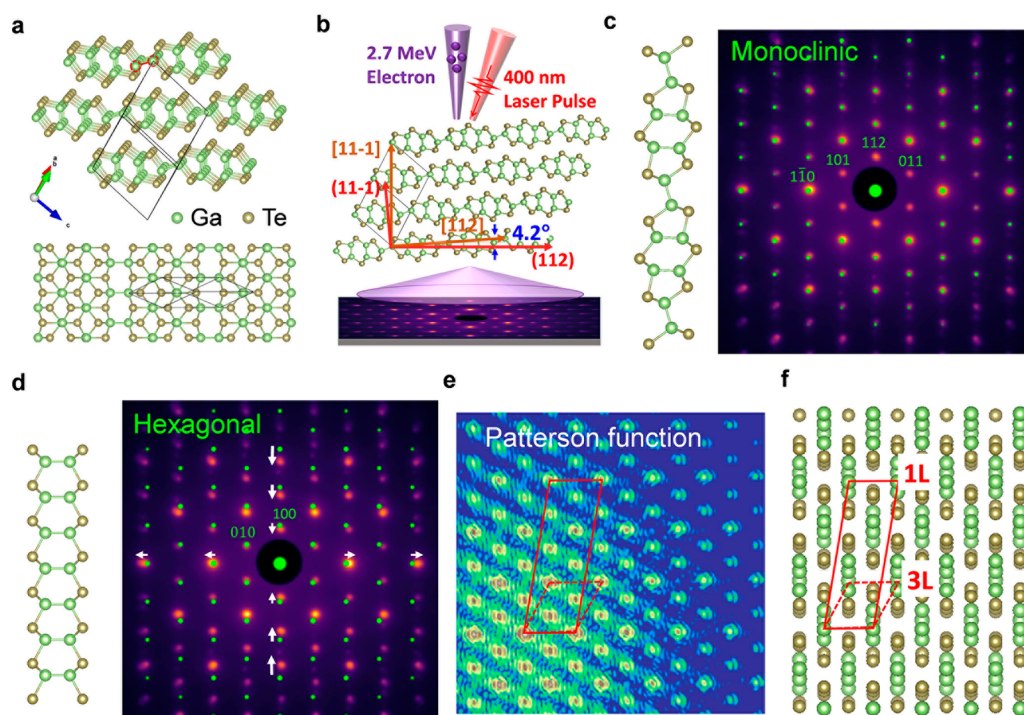 a
a
b
c
Ga
Te
b
2.7 MeV
Electron
400 nm
Laser Pulse
[11-1]
(11-1)
[112]
4.2°
(112)
c
Monoclinic
112
101
011
11̅0
d
Hexagonal
100
010
e
Patterson function
f
1L
3L